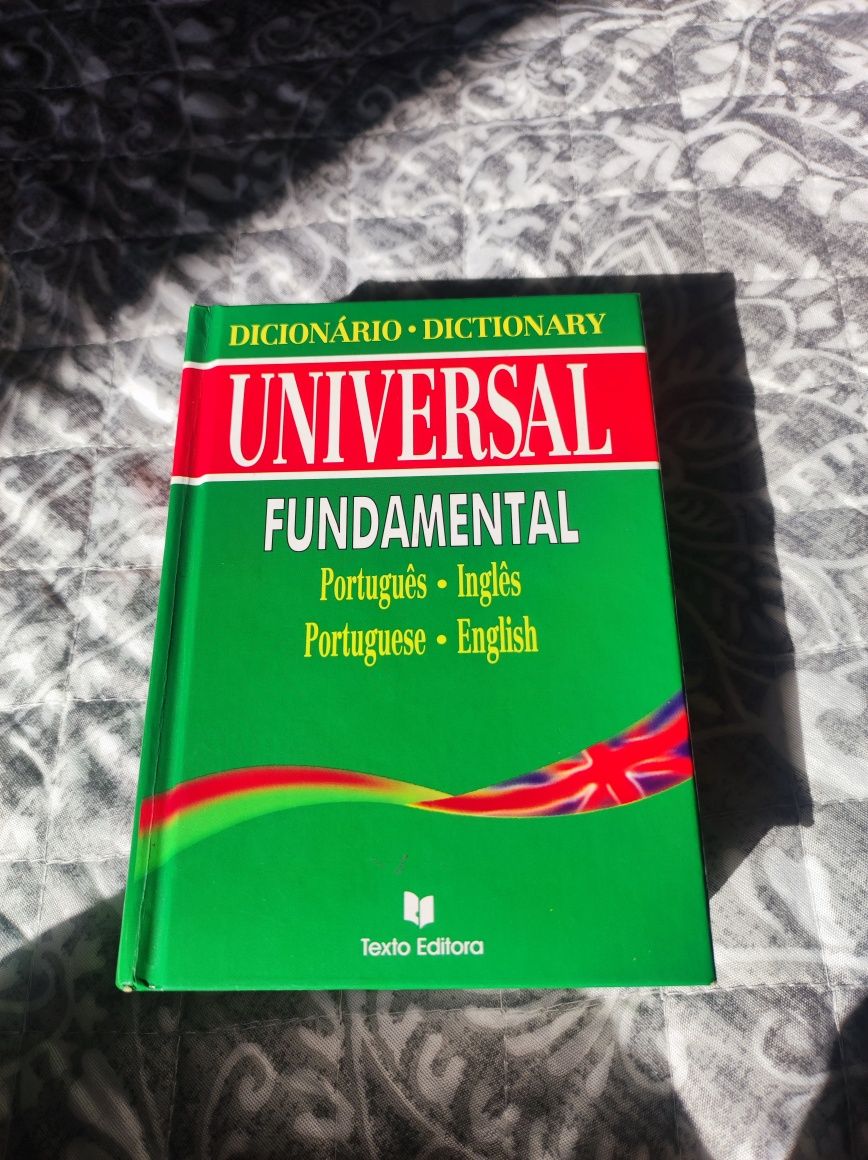 DICIONÁRIO • DICTIONARY
UNIVERSAL
FUNDAMENTAL
Português • Inglês
Portuguese • English
Texto Editora